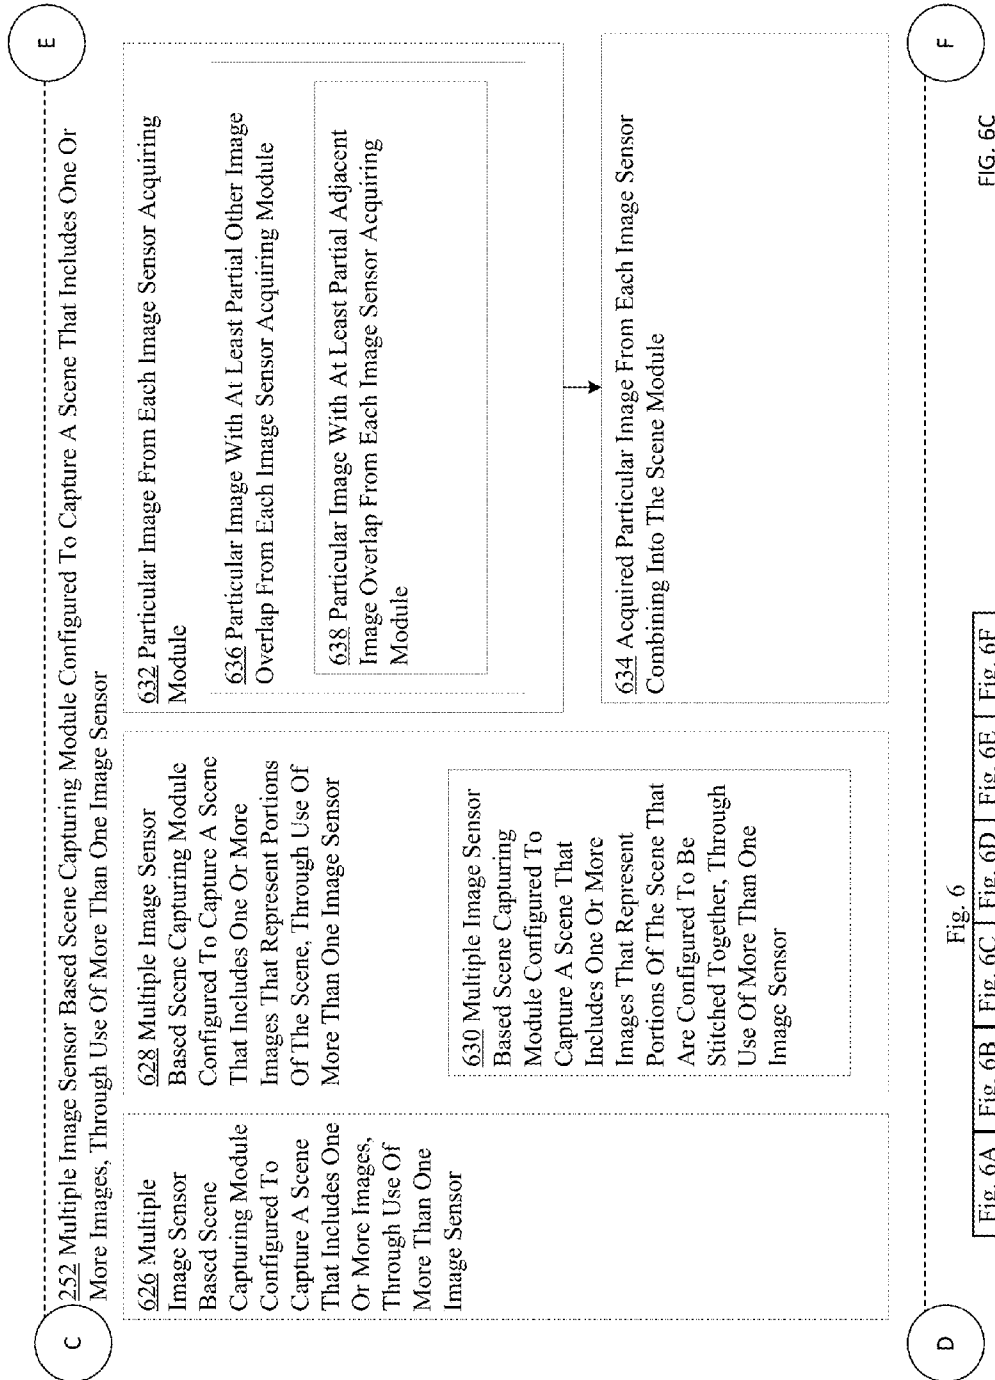 C
E
252 Multiple Image Sensor Based Scene Capturing Module Configured To Capture A Scene That Includes One Or
More Images, Through Use Of More Than One Image Sensor
626 Multiple
Image Sensor
Based Scene
Capturing Module
Configured To
Capture A Scene
That Includes One
Or More Images,
Through Use Of
More Than One
Image Sensor
628 Multiple Image Sensor
Based Scene Capturing Module
Configured To Capture A Scene
That Includes One Or More
Images That Represent Portions
Of The Scene, Through Use Of
More Than One Image Sensor
630 Multiple Image Sensor
Based Scene Capturing
Module Configured To
Capture A Scene That
Includes One Or More
Images That Represent
Portions Of The Scene That
Are Configured To Be
Stitched Together, Through
Use Of More Than One
Image Sensor
632 Particular Image From Each Image Sensor Acquiring
Module
636 Particular Image With At Least Partial Other Image
Overlap From Each Image Sensor Acquiring Module
638 Particular Image With At Least Partial Adjacent
Image Overlap From Each Image Sensor Acquiring
Module
634 Acquired Particular Image From Each Image Sensor
Combining Into The Scene Module
D
F
Fig. 6
FIG. 6C
Fig. 6A Fig. 6B Fig. 6C Fig. 6D Fig. 6E Fig. 6F